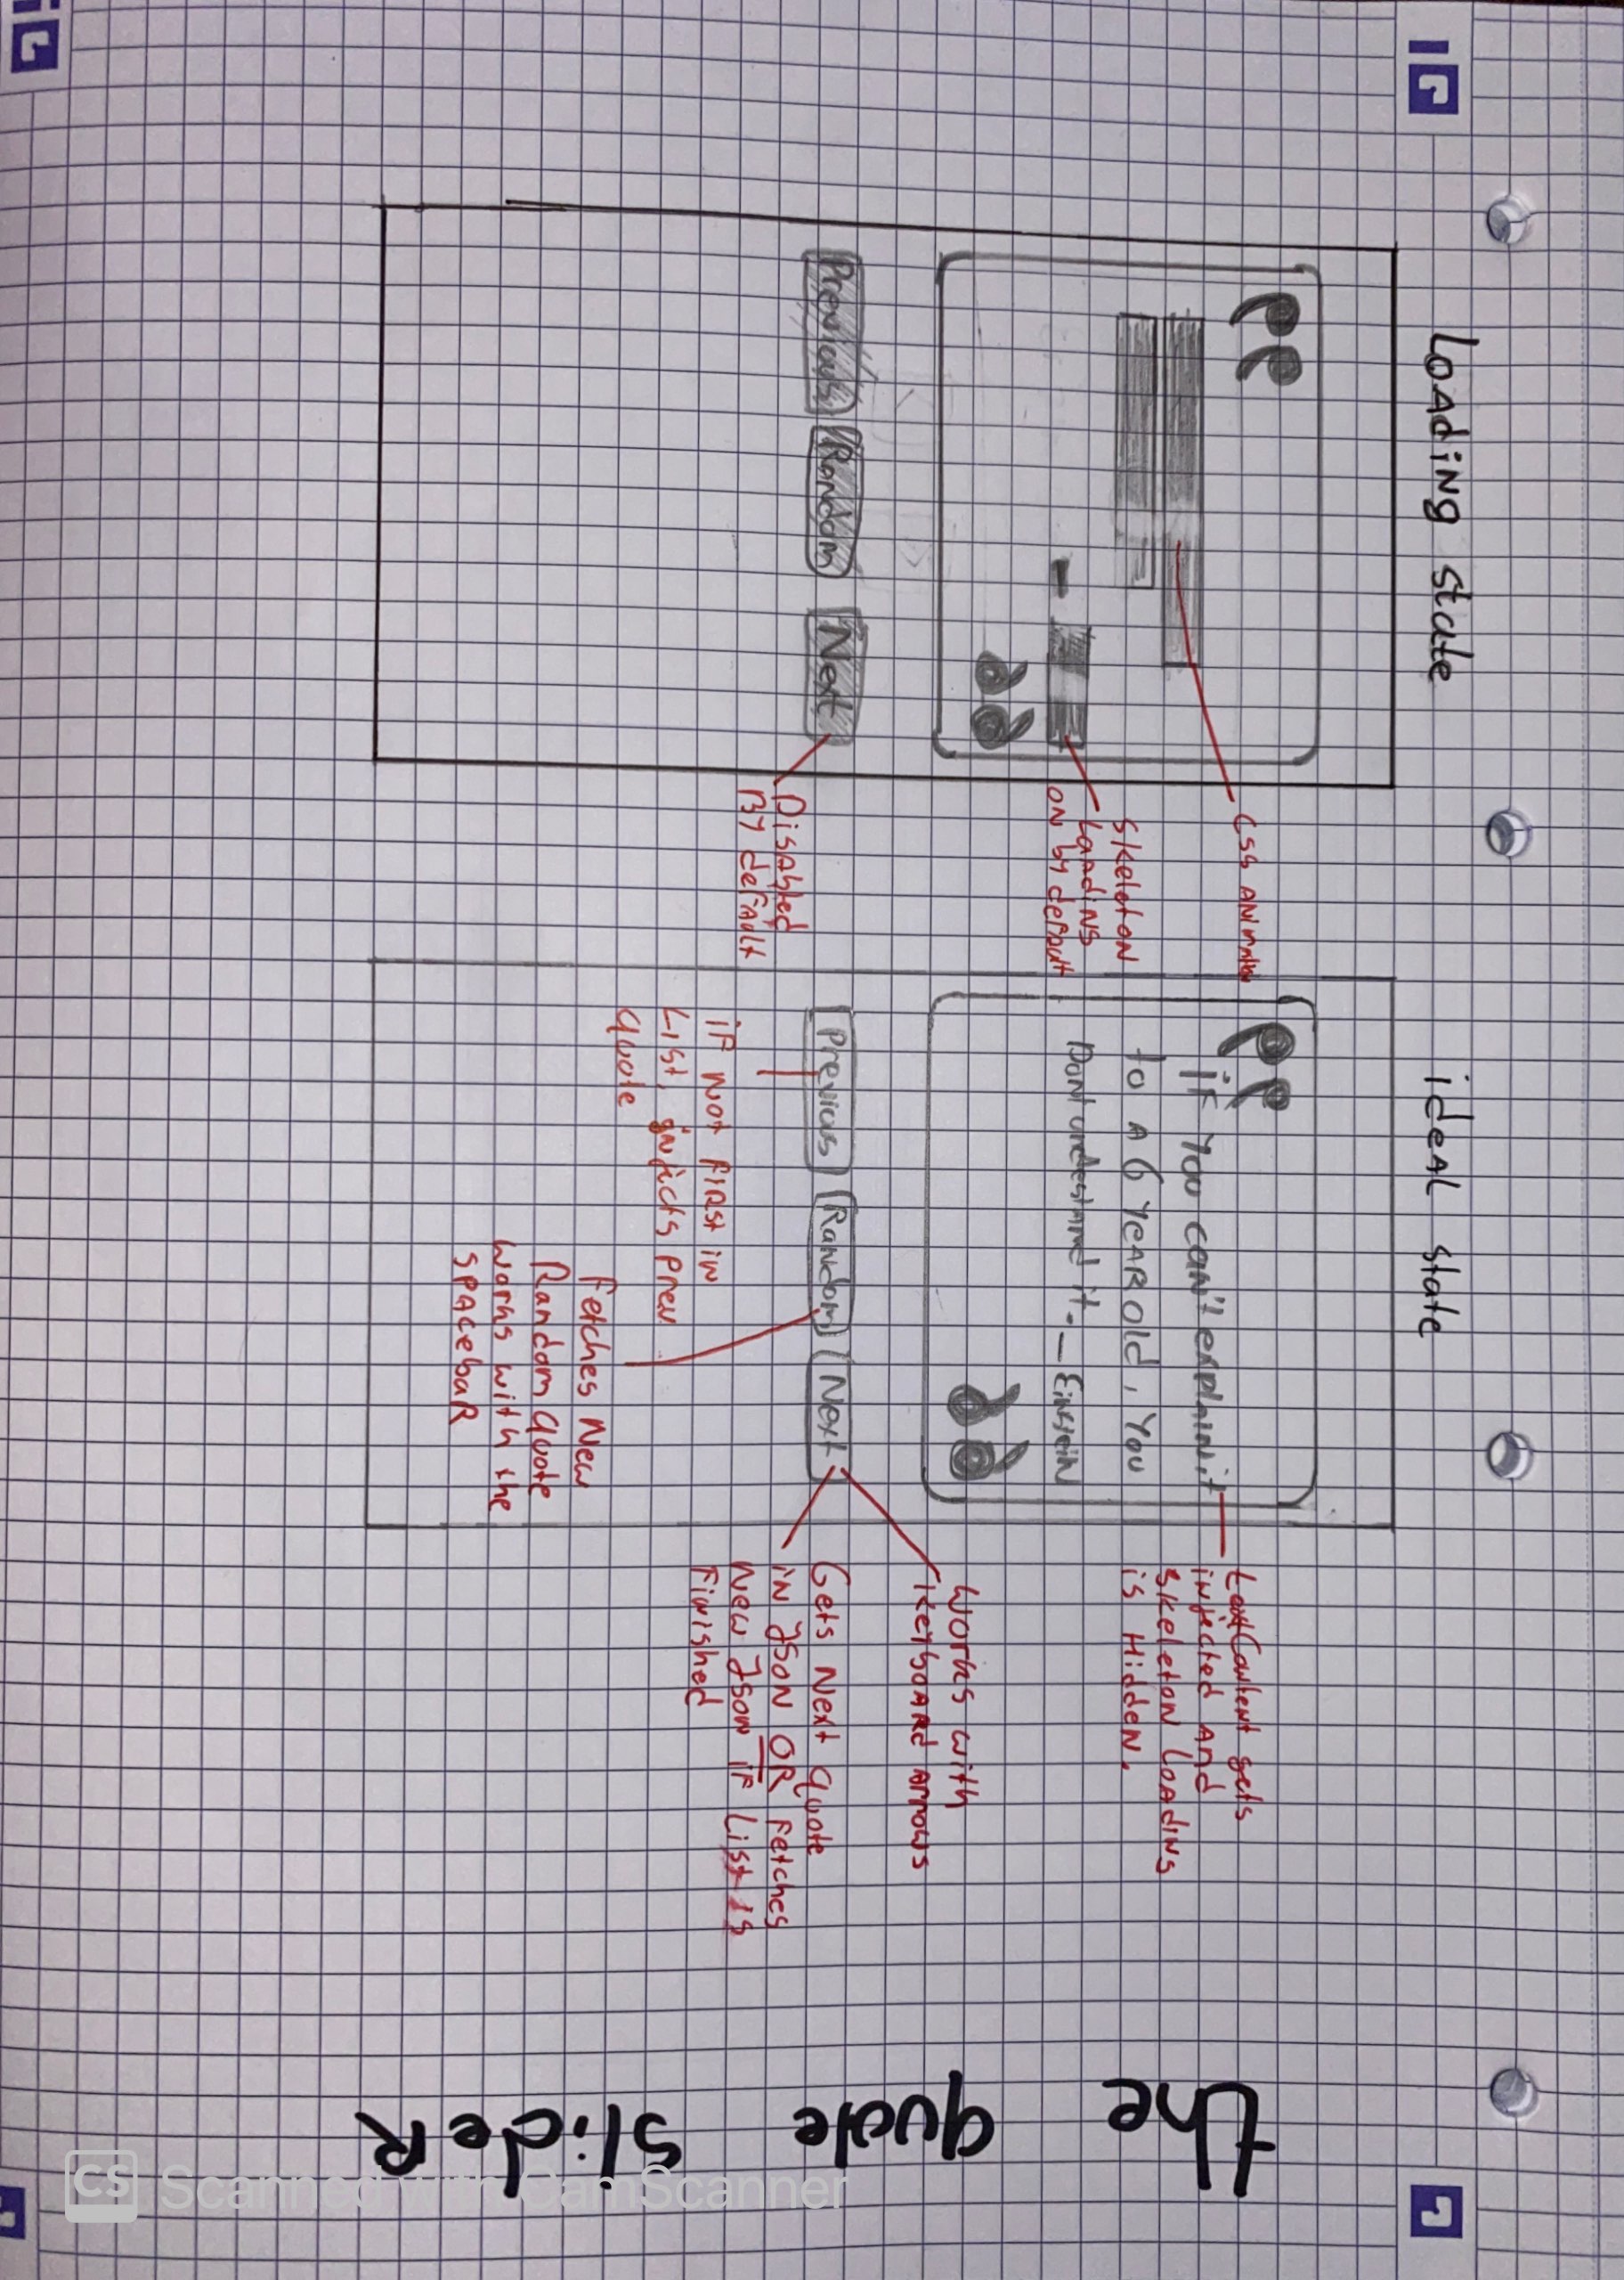 Loading state
CSS ANimation
Skeleton
Loading
ON by default
Previous
Random
Next
Disabled
By default
ideal state
if You can't explain it
to A 6 YEAR old, You
Dont understand it.
— Einstein
textContent gets
injected and
Skeleton Loading
is Hidden.
Previous
Random
Next
Works with
Keyboard Arrows
Gets Next Quote
in JSON OR Fetches
New JSON IF List is
Finished
if Not First in
List, injects prev
quote
Fetches New
Random Quote
works with the
Spacebar
the quote slider
CS Scanned with CamScanner